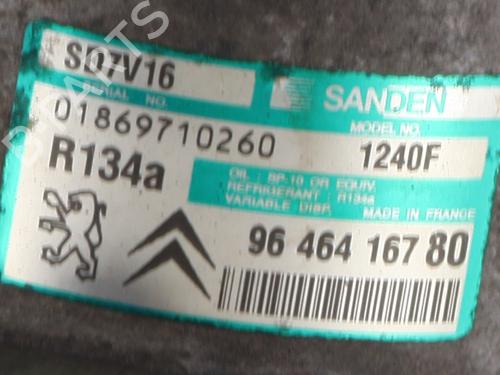 SD7V16
SERIAL NO.
SANDEN
01869710260
MODEL NO.
1240F
R134a
OIL : SP-10 OR EQUIV.
REFRIGERANT : R134a
VARIABLE DISP.
MADE IN FRANCE
96 464 167 80